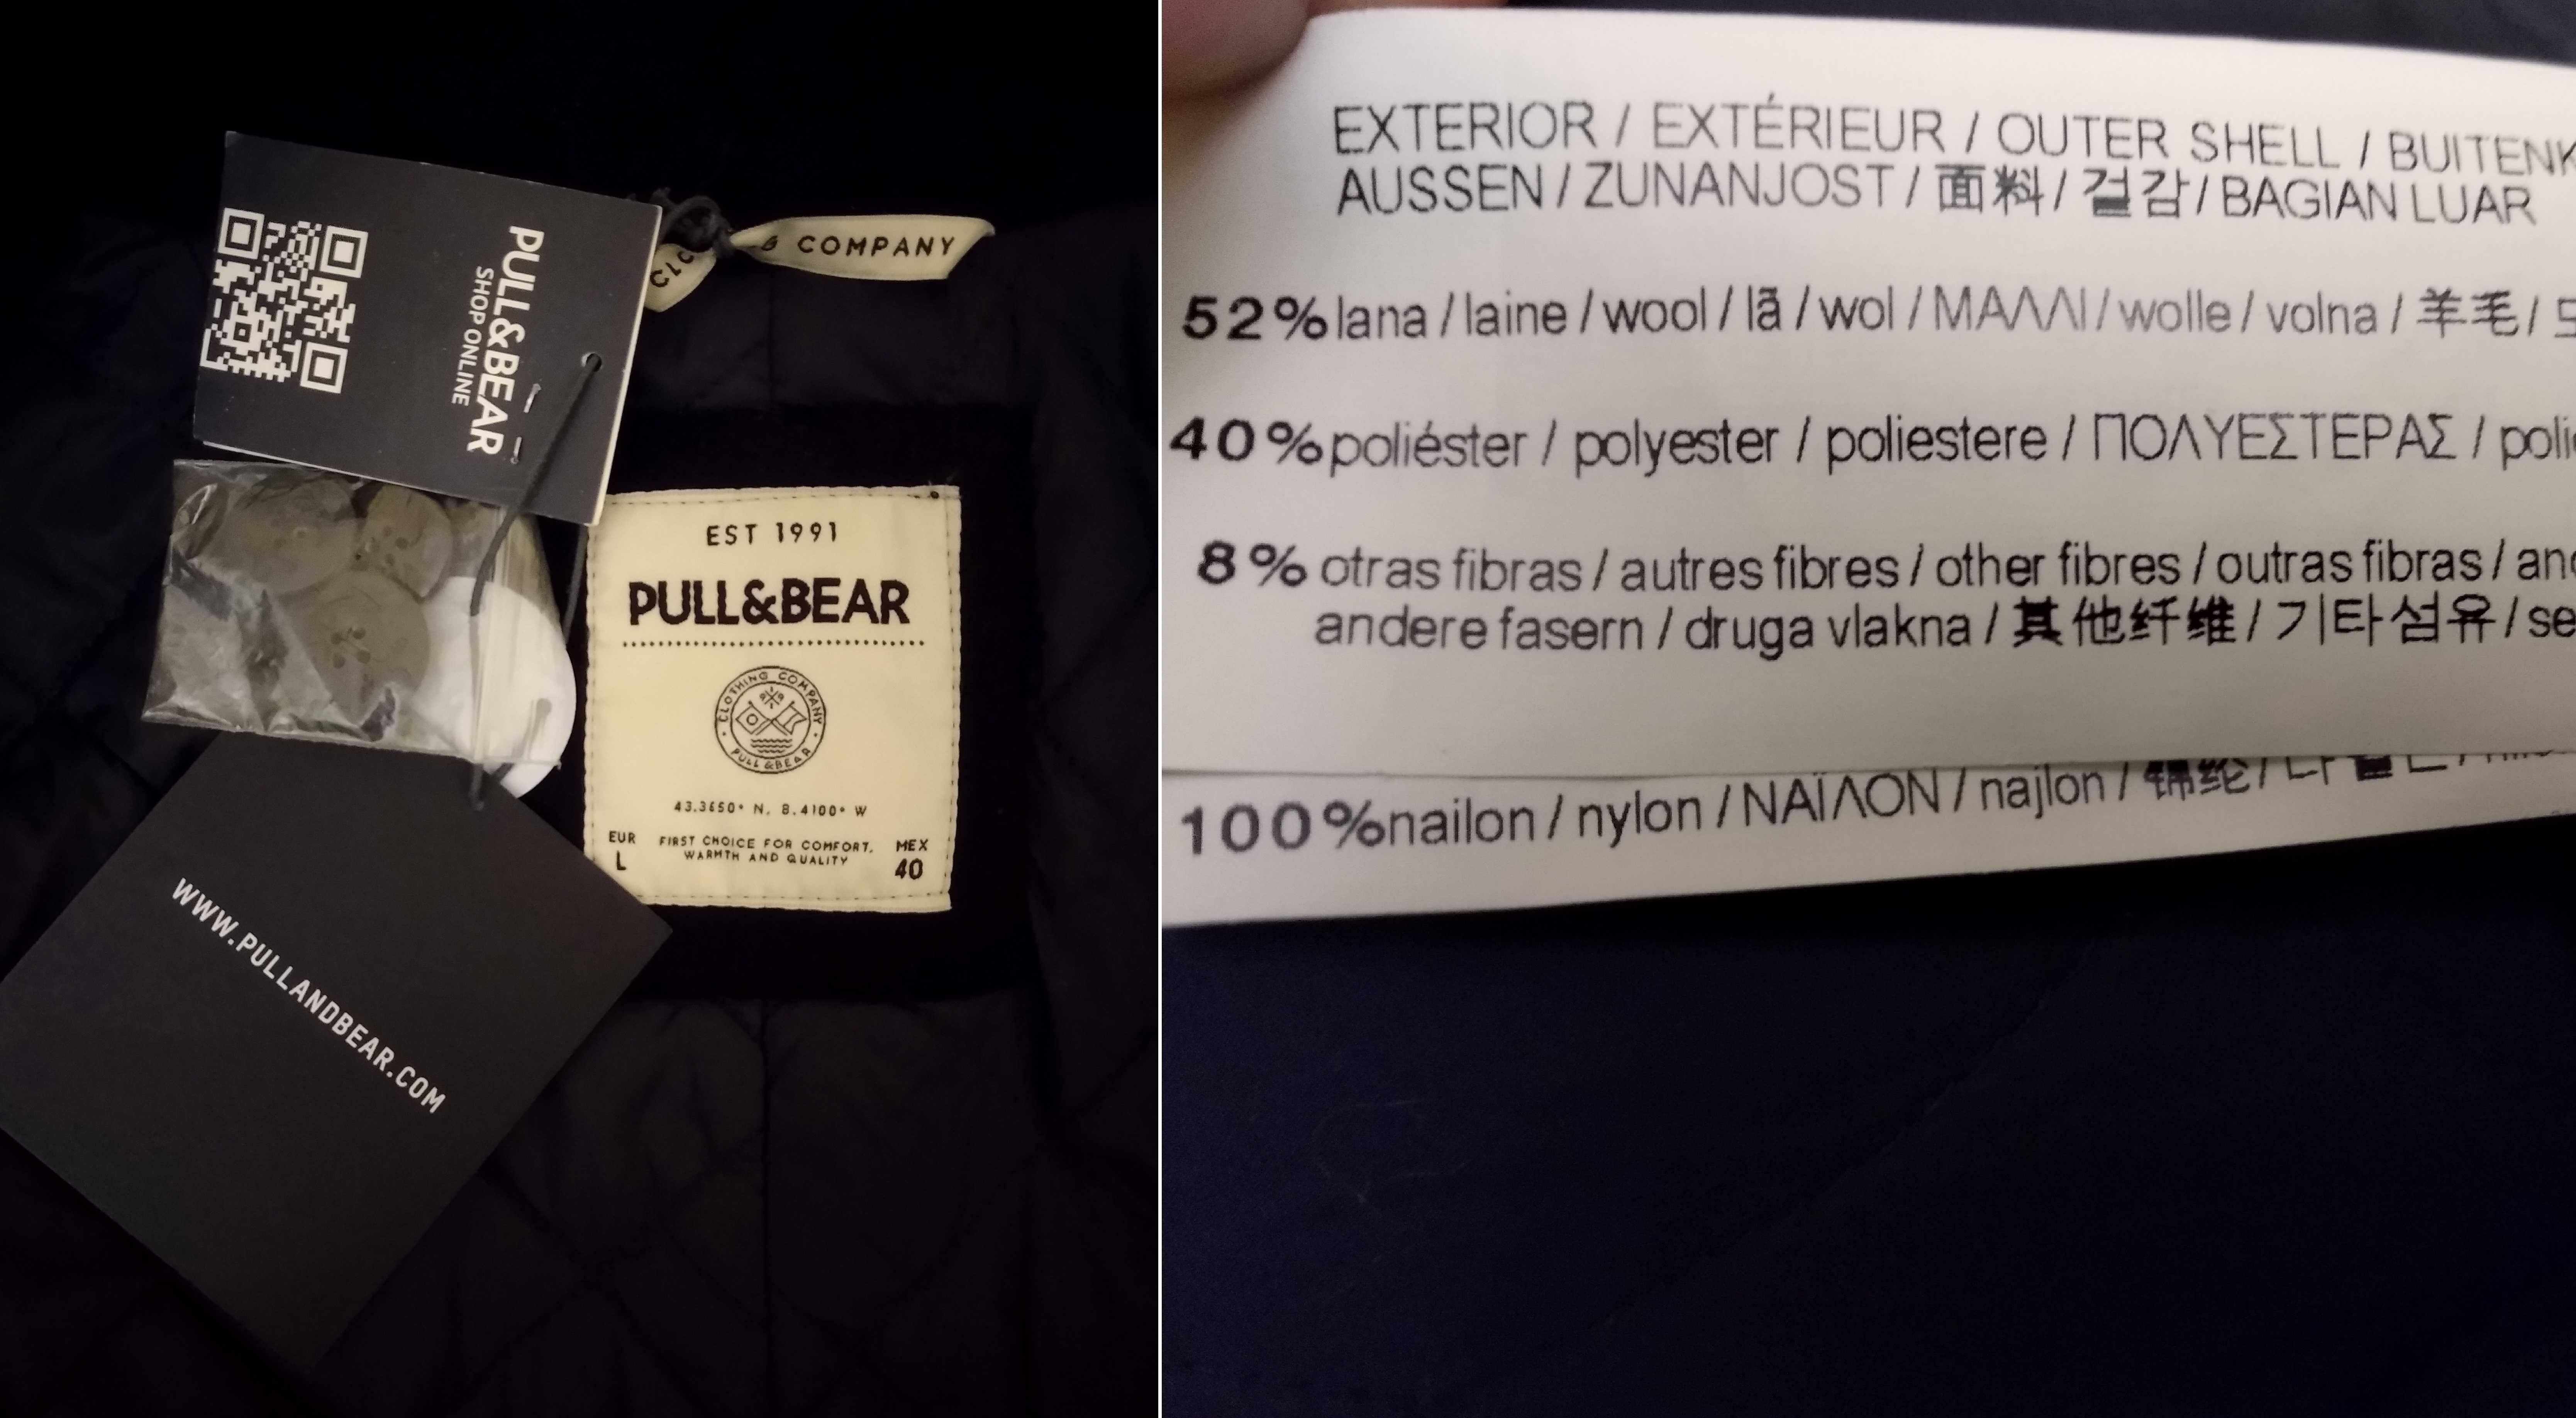 PULL&BEAR
SHOP ONLINE
COMPANY
EST 1991
PULL&BEAR
CLOTHING COMPANY
PULL & BEAR
43.3650° N, 8.4100° W
EUR
L
FIRST CHOICE FOR COMFORT,
WARMTH AND QUALITY
MEX
40
WWW.PULLANDBEAR.COM
EXTERIOR / EXTÉRIEUR / OUTER SHELL /
AUSSEN / ZUNANJOST / 面料 / 겉감 / BAGIAN LUAR
52% lana / laine / wool / lã / wol / ΜΑΛΛΙ / wolle / volna / 羊毛 /
40% poliéster / polyester / poliestere / ΠΟΛΥΕΣΤΕΡΑΣ /
8% otras fibras / autres fibres / other fibres / outras fibras /
andere fasern / druga vlakna / 其他纤维 / 기타섬유 /
100% nailon / nylon / ΝΑΪΛΟΝ / najlon /